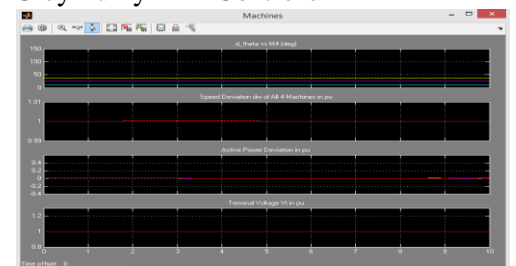 Machines
d_theta vs M4 (deg)
150
100
50
0
Speed Deviation dw of All 4 Machines in pu
1.01
1
0.99
Active Power Deviation in pu
0.4
0.2
0
-0.2
-0.4
Terminal Voltage Vt in pu
1.2
1
0.8
0 1 2 3 4 5 6 7 8 9 10
Time offset: 0